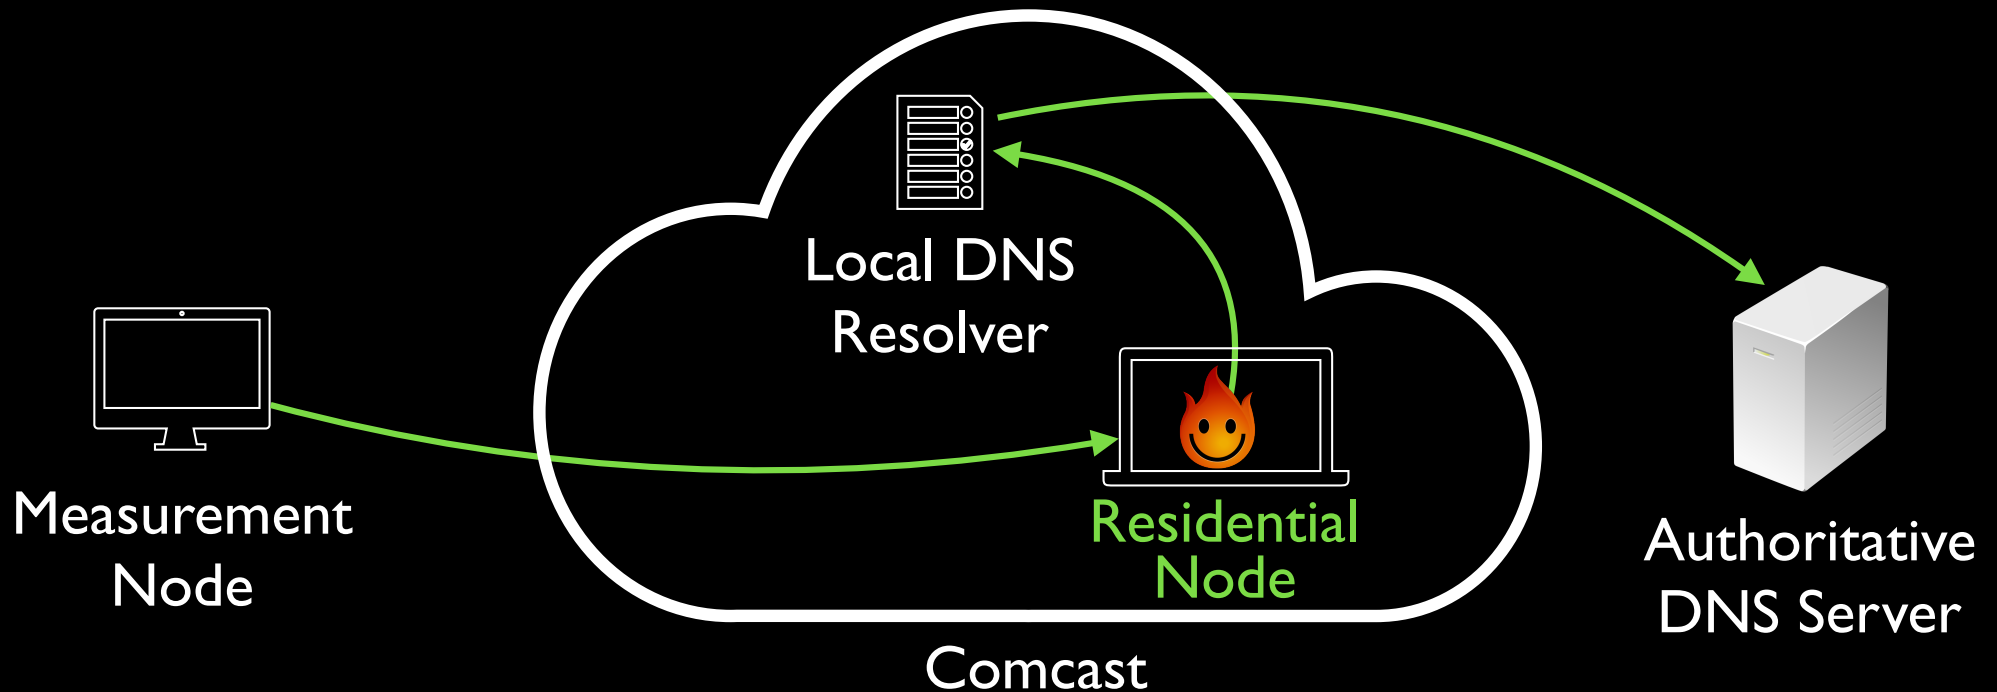 Local DNS
Resolver
Measurement
Node
Residential
Node
Authoritative
DNS Server
Comcast